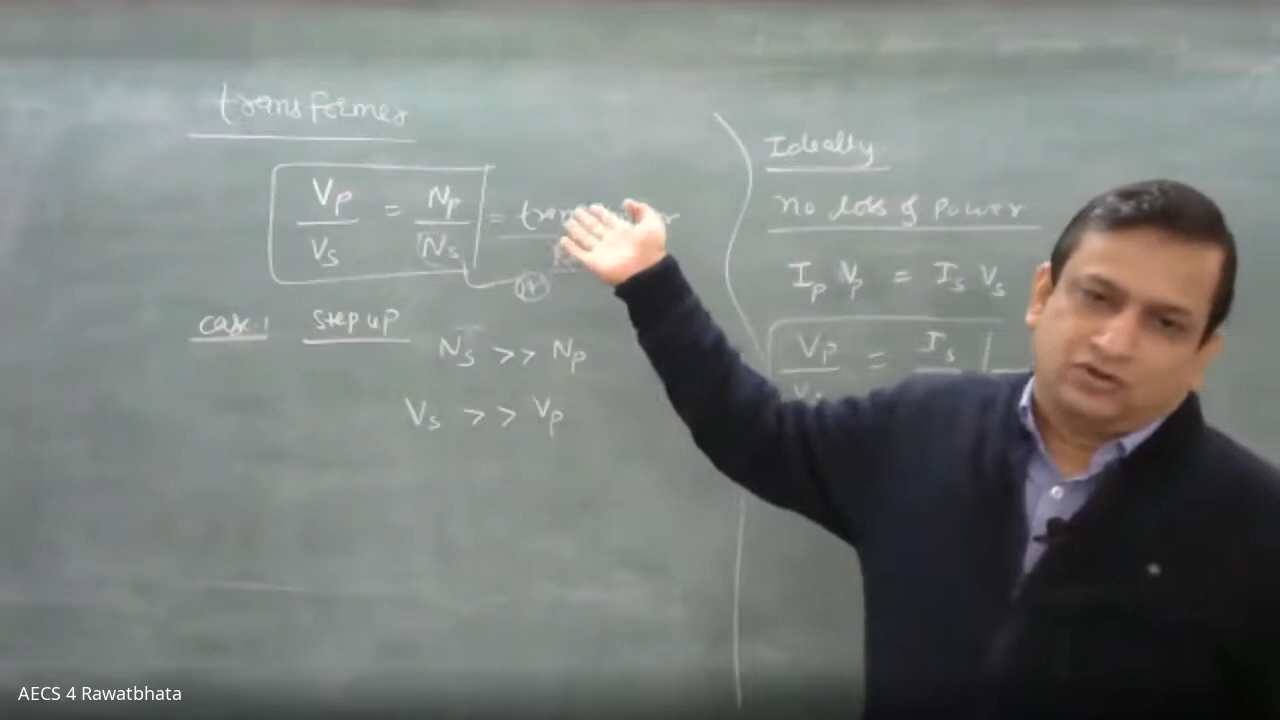 transformer
Vp / Vs = Np / Ns =
N
case 1 step up
Ns >> Np
Vs >> Vp
Ideally
no loss of power
Ip Vp = Is Vs
Vp / Vs = Is
AECS 4 Rawatbhata